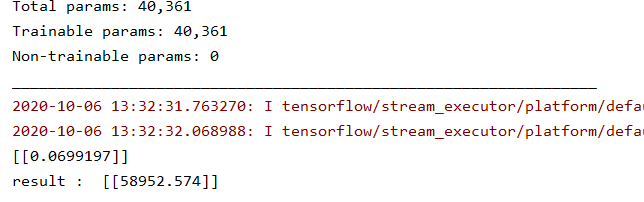 Total params: 40,361
Trainable params: 40,361
Non-trainable params: 0
_________________________________________________________________
2020-10-06 13:32:31.763270: I tensorflow/stream_executor/platform/defa
2020-10-06 13:32:32.068988: I tensorflow/stream_executor/platform/defa
[[0.0699197]]
result :  [[58952.574]]